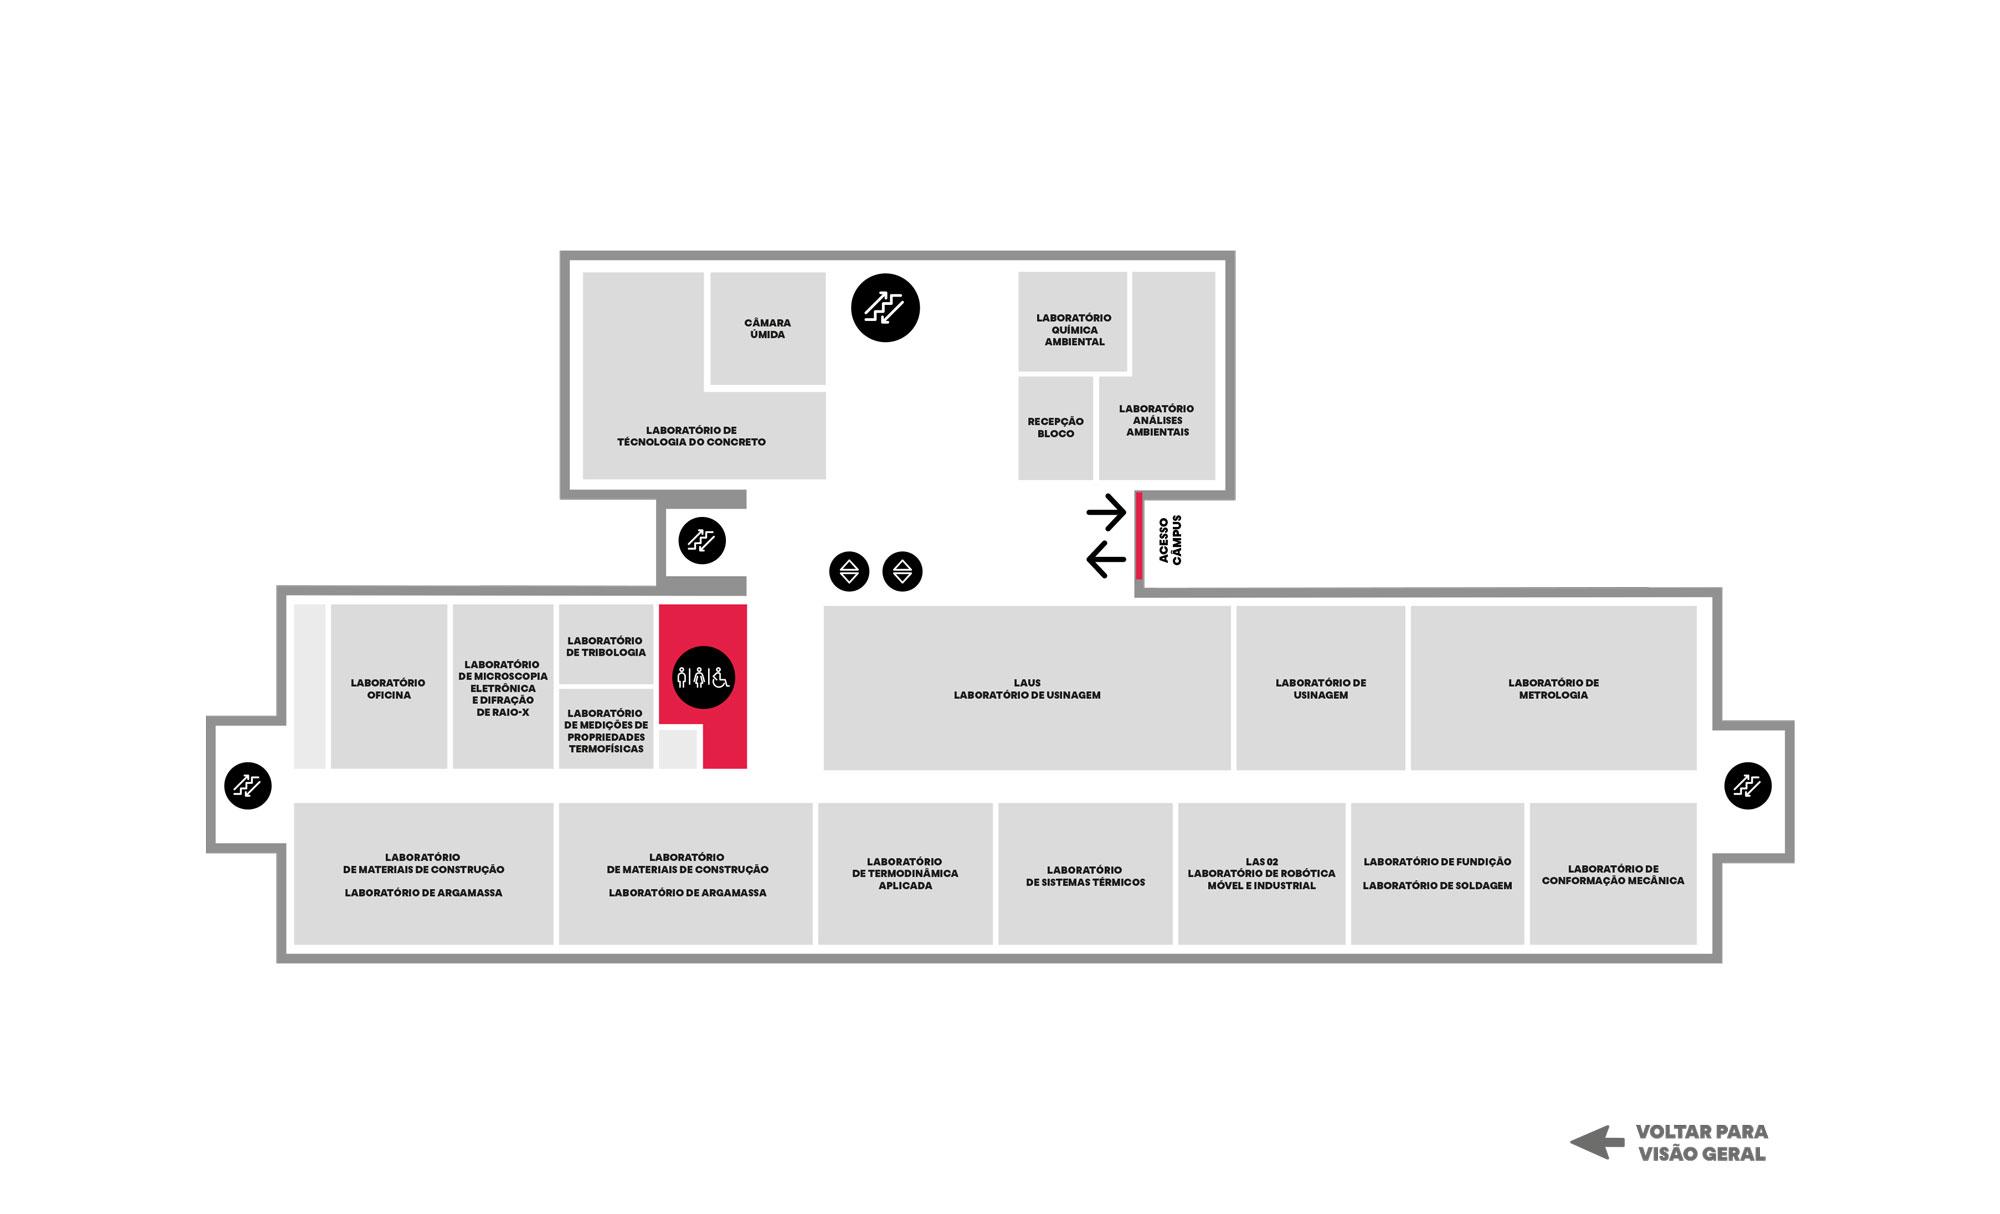 CÂMARA
ÚMIDA
LABORATÓRIO DE
TÉCNOLOGIA DO CONCRETO
LABORATÓRIO
QUÍMICA
AMBIENTAL
RECEPÇÃO
BLOCO
LABORATÓRIO
ANÁLISES
AMBIENTAIS
ACESSO
CÂMPUS
LABORATÓRIO
OFICINA
LABORATÓRIO
DE MICROSCOPIA
ELETRÔNICA
E DIFRAÇÃO
DE RAIO-X
LABORATÓRIO
DE TRIBOLOGIA
LABORATÓRIO
DE MEDIÇÕES DE
PROPRIEDADES
TERMOFÍSICAS
LAUS
LABORATÓRIO DE USINAGEM
LABORATÓRIO DE
USINAGEM
LABORATÓRIO DE
METROLOGIA
LABORATÓRIO
DE MATERIAIS DE CONSTRUÇÃO
LABORATÓRIO DE ARGAMASSA
LABORATÓRIO
DE MATERIAIS DE CONSTRUÇÃO
LABORATÓRIO DE ARGAMASSA
LABORATÓRIO
DE TERMODINÂMICA
APLICADA
LABORATÓRIO
DE SISTEMAS TÉRMICOS
LAS 02
LABORATÓRIO DE ROBÓTICA
MÓVEL E INDUSTRIAL
LABORATÓRIO DE FUNDIÇÃO
LABORATÓRIO DE SOLDAGEM
LABORATÓRIO DE
CONFORMAÇÃO MECÂNICA
VOLTAR PARA
VISÃO GERAL